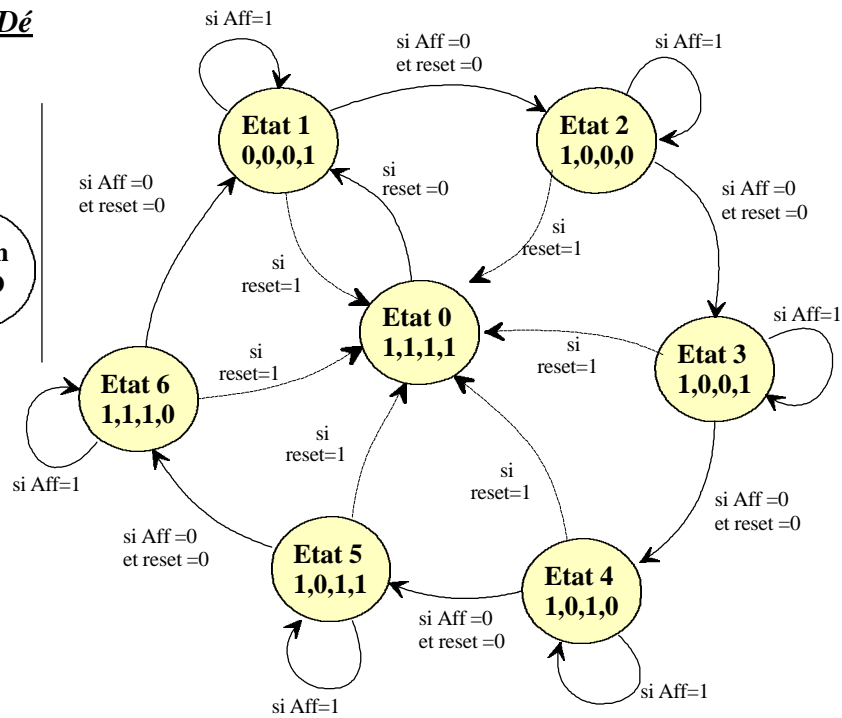 Dé
si Aff=1
si Aff =0
et reset =0
si Aff=1
Etat 1
0,0,0,1
Etat 2
1,0,0,0
si Aff =0
et reset =0
si
reset =0
si Aff =0
et reset =0
si
reset=1
si
reset=1
Etat 0
1,1,1,1
si Aff=1
si
reset=1
Etat 3
1,0,0,1
Etat 6
1,1,1,0
si
reset=1
si
reset=1
si Aff=1
si
reset=1
si Aff =0
et reset =0
si Aff =0
et reset =0
Etat 5
1,0,1,1
Etat 4
1,0,1,0
si Aff =0
et reset =0
si Aff=1
si Aff=1